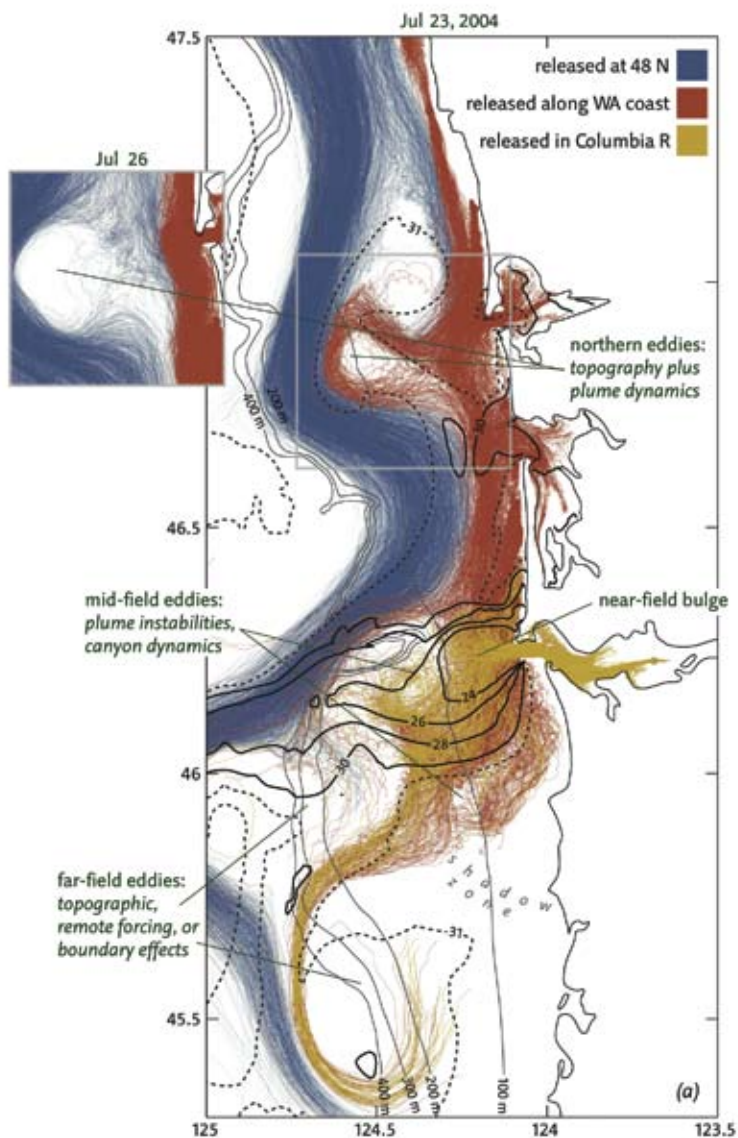 Jul 23, 2004
47.5
released at 48 N
released along WA coast
released in Columbia R
Jul 26
31
northern eddies:
topography plus
plume dynamics
200 m
400 m
30
46.5
mid-field eddies:
plume instabilities,
canyon dynamics
near-field bulge
24
26
28
30
46
shadow
zone
far-field eddies:
topographic,
remote forcing, or
boundary effects
31
45.5
400 m
300 m
200 m
100 m
(a)
125
124.5
124
123.5